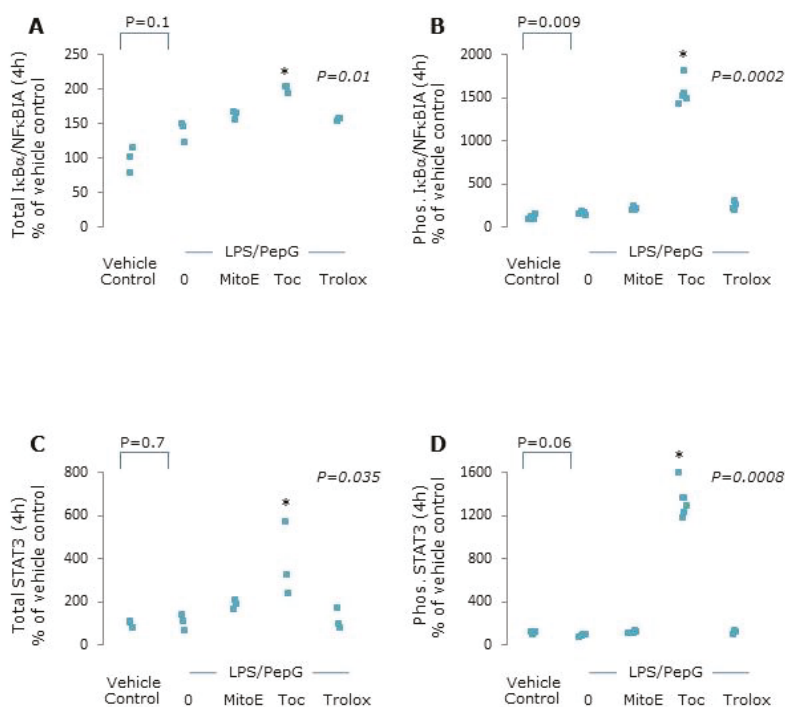 A
P=0.1
Total IκBα/NFκBIA (4h)
% of vehicle control
250
200
150
100
50
0
*
P=0.01
LPS/PepG
Vehicle
Control
0
MitoE
Toc
Trolox
B
P=0.009
Phos. IκBα/NFκBIA (4h)
% of vehicle control
2000
1500
1000
500
0
*
P=0.0002
LPS/PepG
Vehicle
Control
0
MitoE
Toc
Trolox
C
P=0.7
Total STAT3 (4h)
% of vehicle control
800
600
400
200
0
*
P=0.035
LPS/PepG
Vehicle
Control
0
MitoE
Toc
Trolox
D
P=0.06
Phos. STAT3 (4h)
% of vehicle control
1600
1200
800
400
0
*
P=0.0008
LPS/PepG
Vehicle
Control
0
MitoE
Toc
Trolox